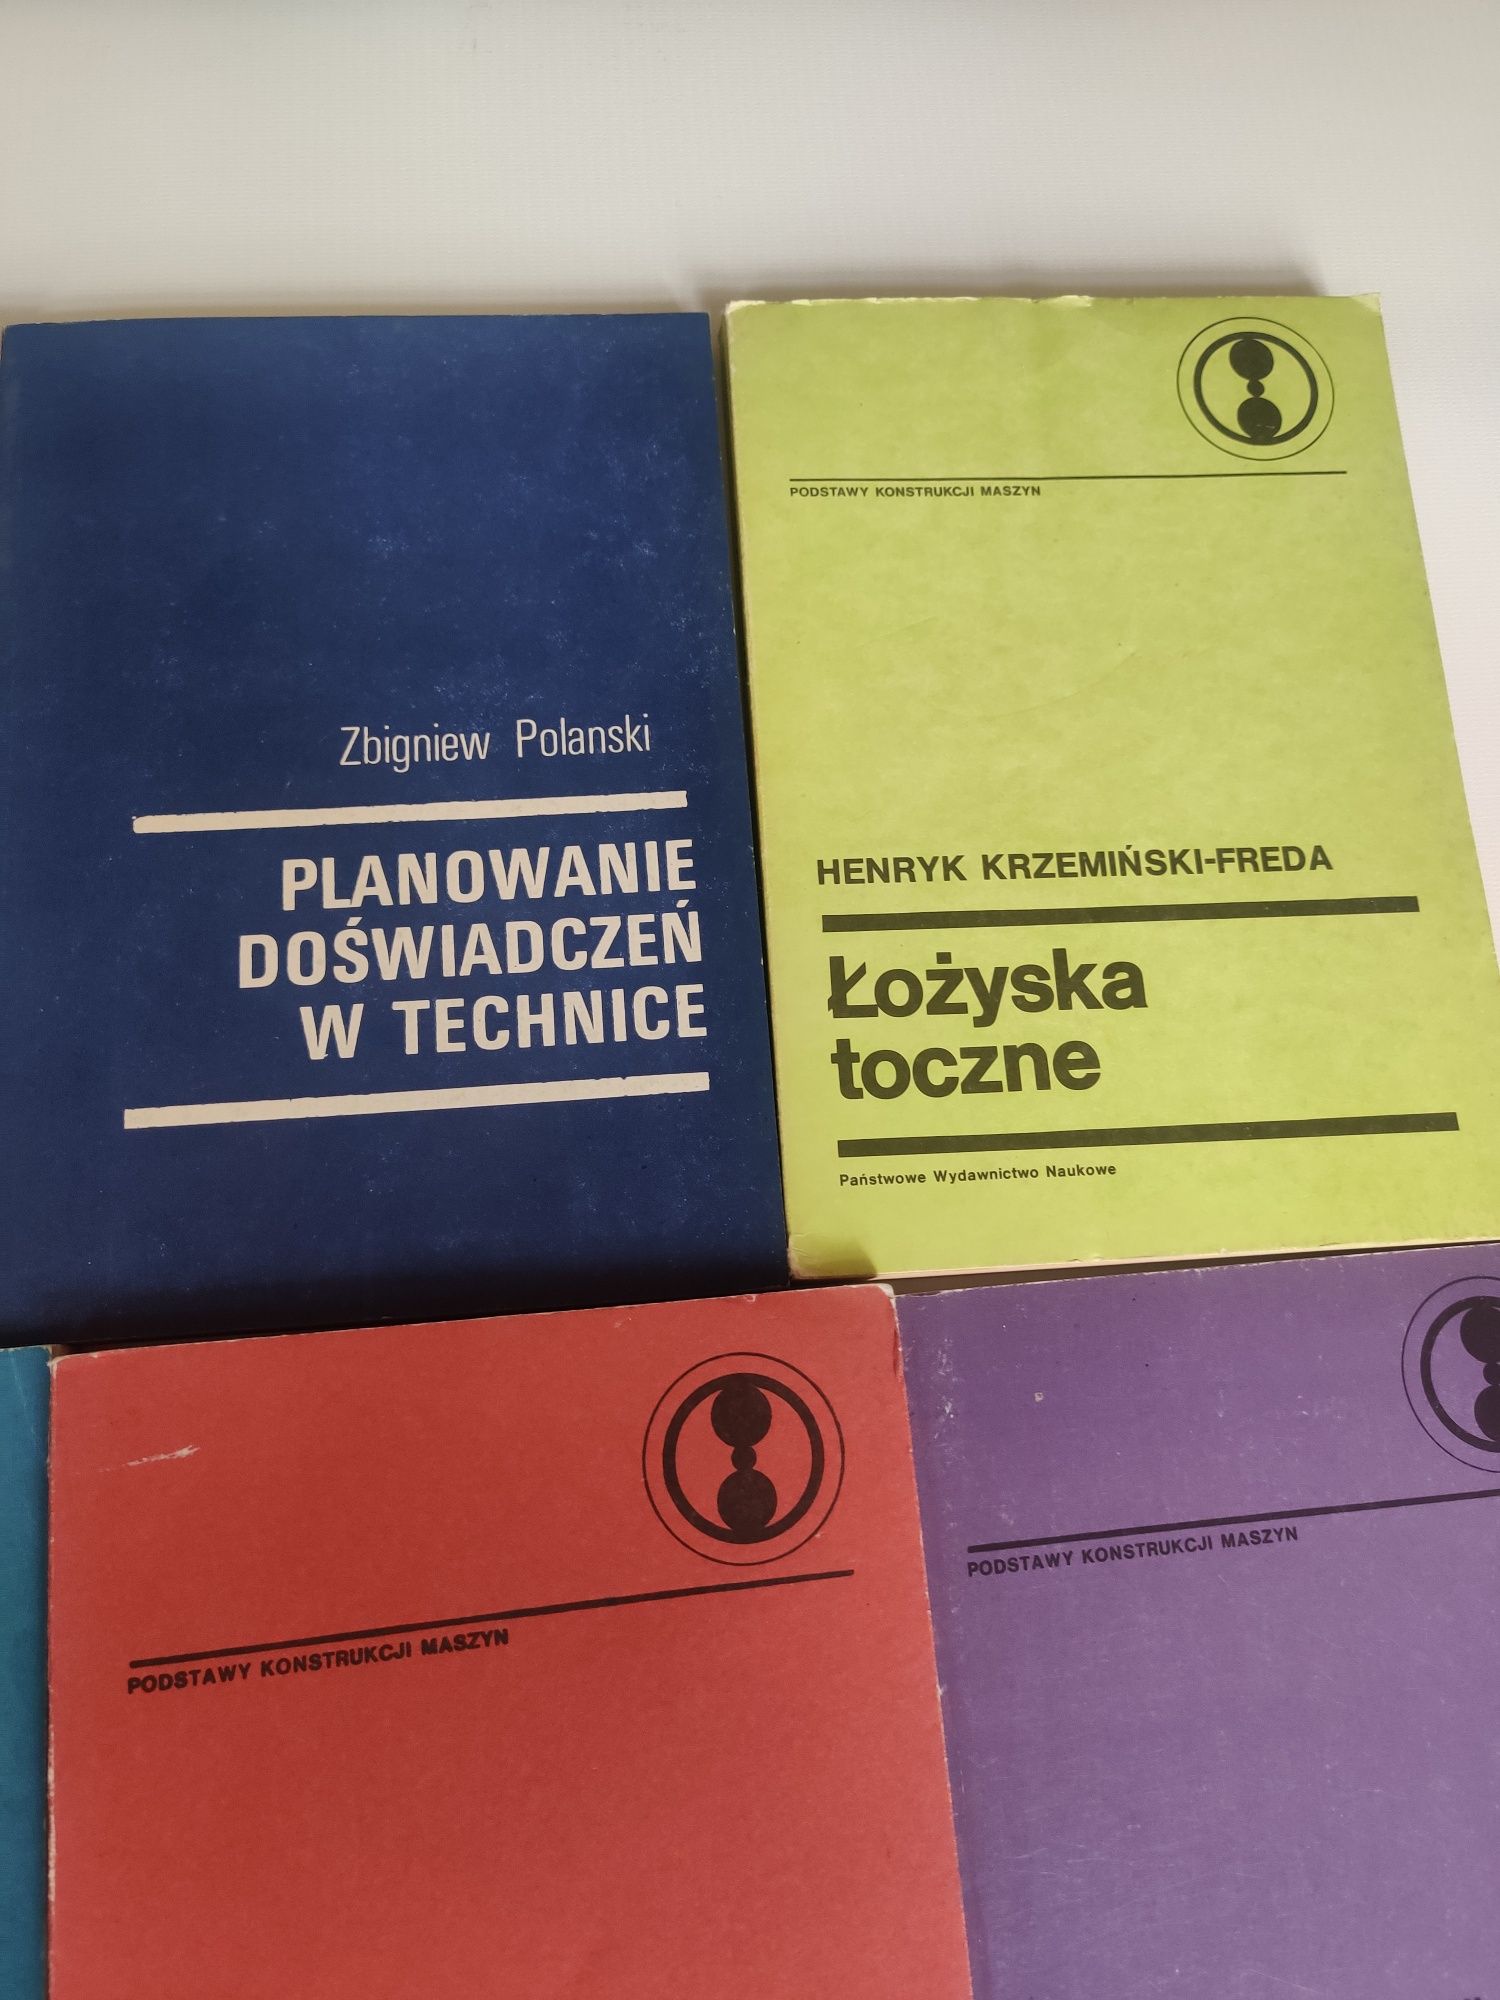 Zbigniew Polanski
PLANOWANIE
DOŚWIADCZEŃ
W TECHNICE
PODSTAWY KONSTRUKCJI MASZYN
HENRYK KRZEMIŃSKI-FREDA
Łożyska
toczne
Państwowe Wydawnictwo Naukowe
PODSTAWY KONSTRUKCJI MASZYN
PODSTAWY KONSTRUKCJI MASZYN